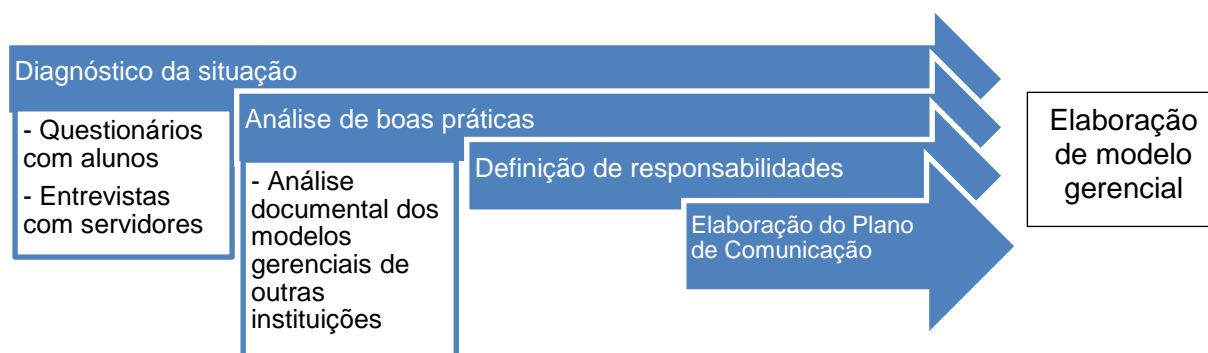 Diagnóstico da situação
- Questionários
com alunos
- Entrevistas
com servidores
Análise de boas práticas
- Análise
documental dos
modelos
gerenciais de
outras
instituições
Definição de responsabilidades
Elaboração do Plano
de Comunicação
Elaboração
de modelo
gerencial